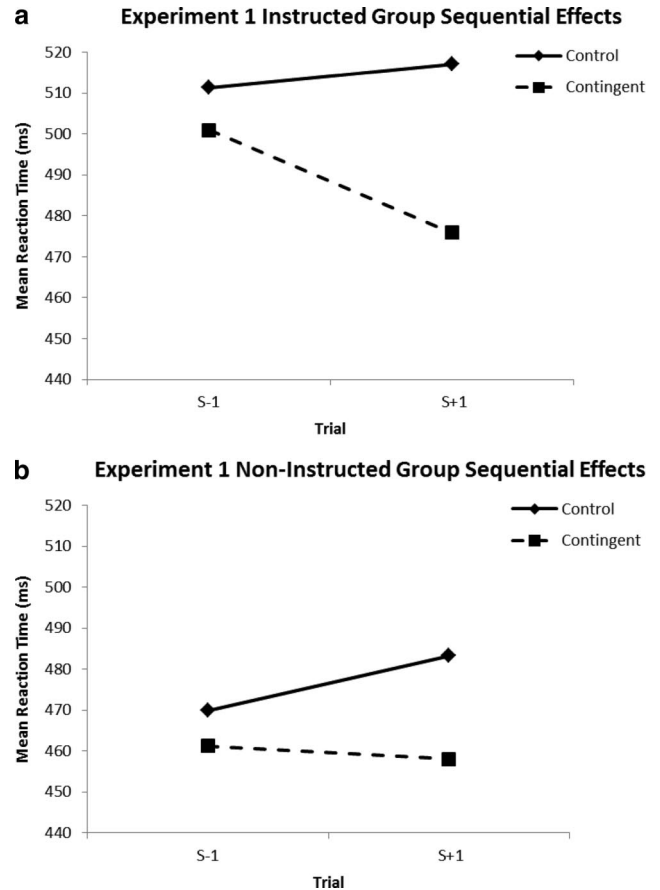 a
Experiment 1 Instructed Group Sequential Effects
520
510
500
490
480
470
460
450
440
Mean Reaction Time (ms)
Control
Contingent
S-1
S+1
Trial
b
Experiment 1 Non-Instructed Group Sequential Effects
520
510
500
490
480
470
460
450
440
Mean Reaction Time (ms)
Control
Contingent
S-1
S+1
Trial